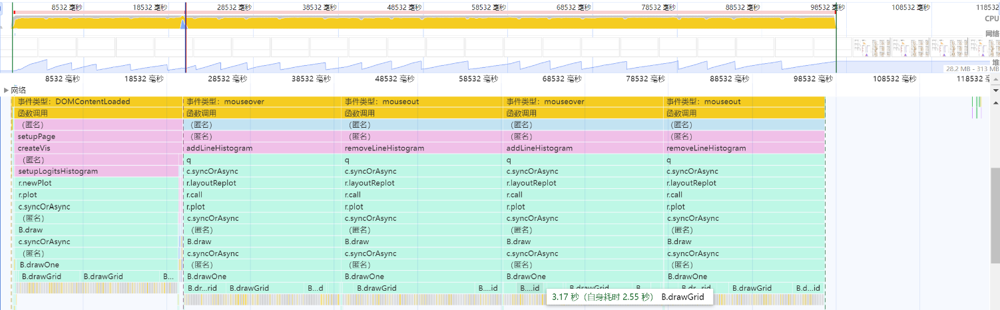 8532 毫秒 18532 毫秒 28532 毫秒 38532 毫秒 48532 毫秒 58532 毫秒 68532 毫秒 78532 毫秒 88532 毫秒 98532 毫秒 108532 毫秒 118532
CPU
网络
堆
28.2 MB - 313 MB
8532 毫秒 18532 毫秒 28532 毫秒 38532 毫秒 48532 毫秒 58532 毫秒 68532 毫秒 78532 毫秒 88532 毫秒 98532 毫秒 108532 毫秒 118532 毫秒
网络
事件类型：DOMContentLoaded 事件类型：mouseover 事件类型：mouseout 事件类型：mouseover 事件类型：mouseout
函数调用 函数调用 函数调用 函数调用 函数调用
（匿名） （匿名） （匿名） （匿名） （匿名）
setupPage （匿名） （匿名） （匿名） （匿名）
createVis addLineHistogram removeLineHistogram addLineHistogram removeLineHistogram
（匿名） q q q q
setupLogitsHistogram c.syncOrAsync c.syncOrAsync c.syncOrAsync c.syncOrAsync
r.newPlot r.layoutReplot r.layoutReplot r.layoutReplot r.layoutReplot
r.plot r.call r.call r.call r.call
c.syncOrAsync r.plot r.plot r.plot r.plot
（匿名） c.syncOrAsync c.syncOrAsync c.syncOrAsync c.syncOrAsync
B.draw （匿名） （匿名） （匿名） （匿名）
c.syncOrAsync B.draw B.draw B.draw B.draw
（匿名） c.syncOrAsync c.syncOrAsync c.syncOrAsync c.syncOrAsync
B.drawOne （匿名） （匿名） （匿名） （匿名）
B.drawGrid B.drawGrid B... B.drawOne B.drawOne B.drawOne B.drawOne
B.dr...rid B.drawGrid B...d B.drawGrid B....id B....id B.drawGrid B.dr...rid B.drawGrid B.d...id
3.17 秒（自身耗时 2.55 秒） B.drawGrid